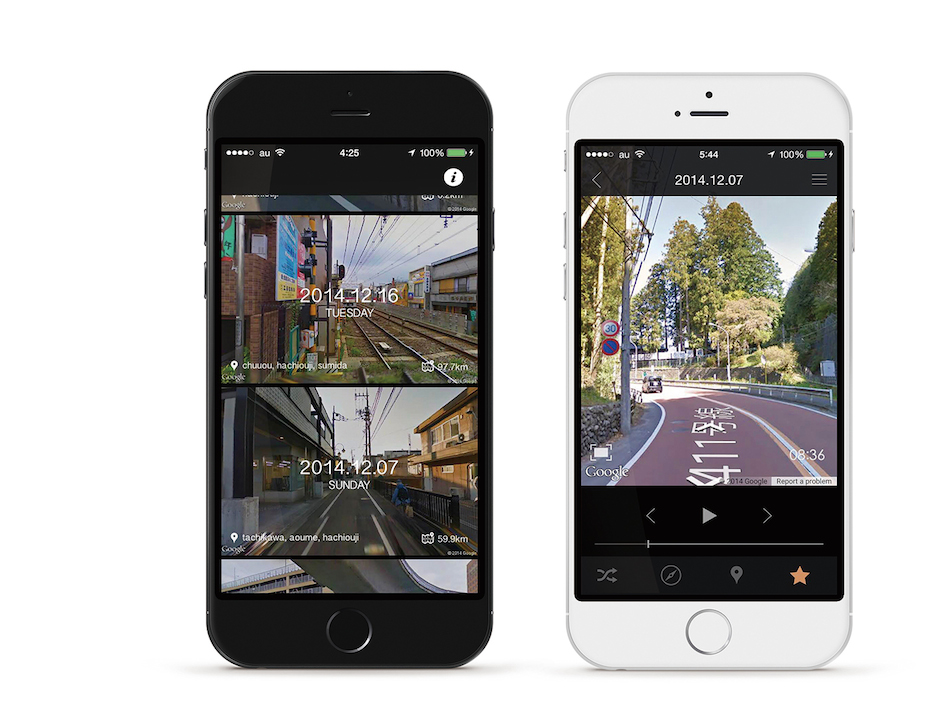 au
4:25
100%
Google
© 2014 Google
2014.12.16
TUESDAY
chuuou, hachiouji, sumida
97.7km
Google
© 2014 Google
2014.12.07
SUNDAY
tachikawa, aoume, hachiouji
59.9km
Google
© 2014 Google
au
5:44
100%
2014.12.07
30
411号線
08:36
Google
© 2014 Google
Report a problem